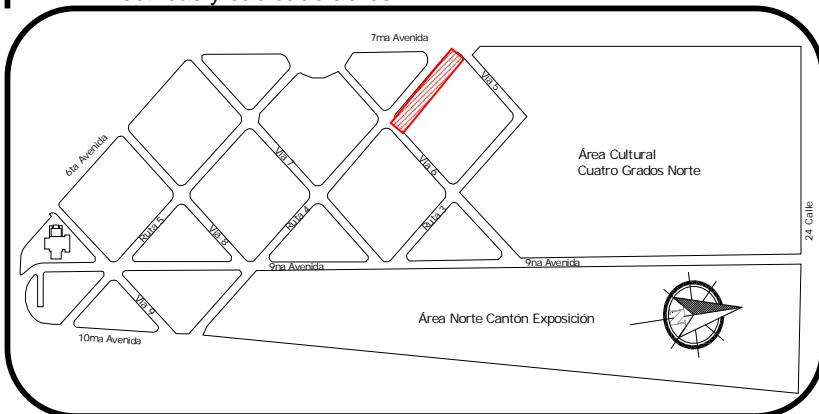 7ma Avenida
Vía 5
6ta Avenida
Vía 7
Vía 6
Área Cultural
Cuatro Grados Norte
24 Calle
Ruta 5
Vía 8
Ruta 4
Ruta 3
9na Avenida
9na Avenida
Vía 9
Área Norte Cantón Exposición
10ma Avenida